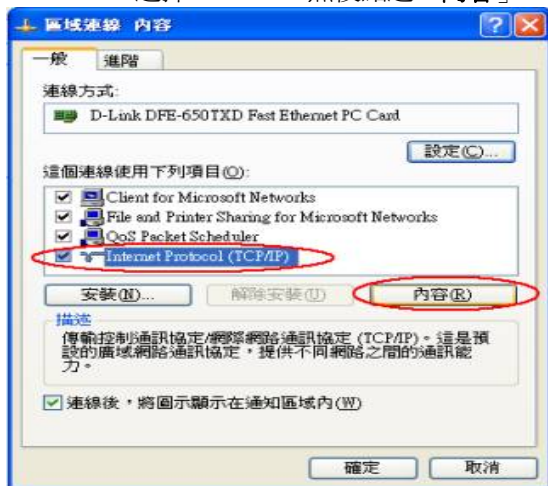 區域連線 內容
一般 進階
連線方式:
D-Link DFE-650TXD Fast Ethernet PC Card
設定(C)...
這個連線使用下列項目(O):
Client for Microsoft Networks
File and Printer Sharing for Microsoft Networks
QoS Packet Scheduler
Internet Protocol (TCP/IP)
安裝(N)... 解除安裝(U) 內容(R)
描述
傳輸控制通訊協定/網際網路通訊協定 (TCP/IP)。這是預
設的廣域網路通訊協定,提供不同網路之間的通訊能
力。
連線後,將圖示顯示在通知區域內(W)
確定 取消